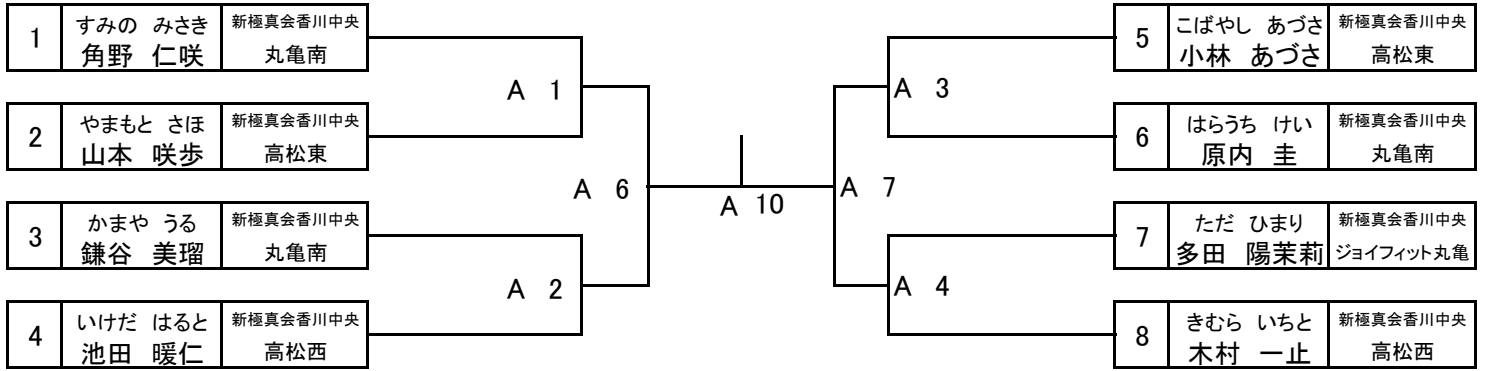 1
すみの みさき
角野 仁咲
新極真会香川中央
丸亀南
2
やまもと さほ
山本 咲歩
新極真会香川中央
高松東
3
かまや うる
鎌谷 美瑠
新極真会香川中央
丸亀南
4
いけだ はると
池田 暖仁
新極真会香川中央
高松西
A 1
A 2
A 6
A 10
A 7
A 3
A 4
5
こばやし あづさ
小林 あづさ
新極真会香川中央
高松東
6
はらうち けい
原内 圭
新極真会香川中央
丸亀南
7
ただ ひまり
多田 陽茉莉
新極真会香川中央
ジョイフィット丸亀
8
きむら いちと
木村 一止
新極真会香川中央
高松西